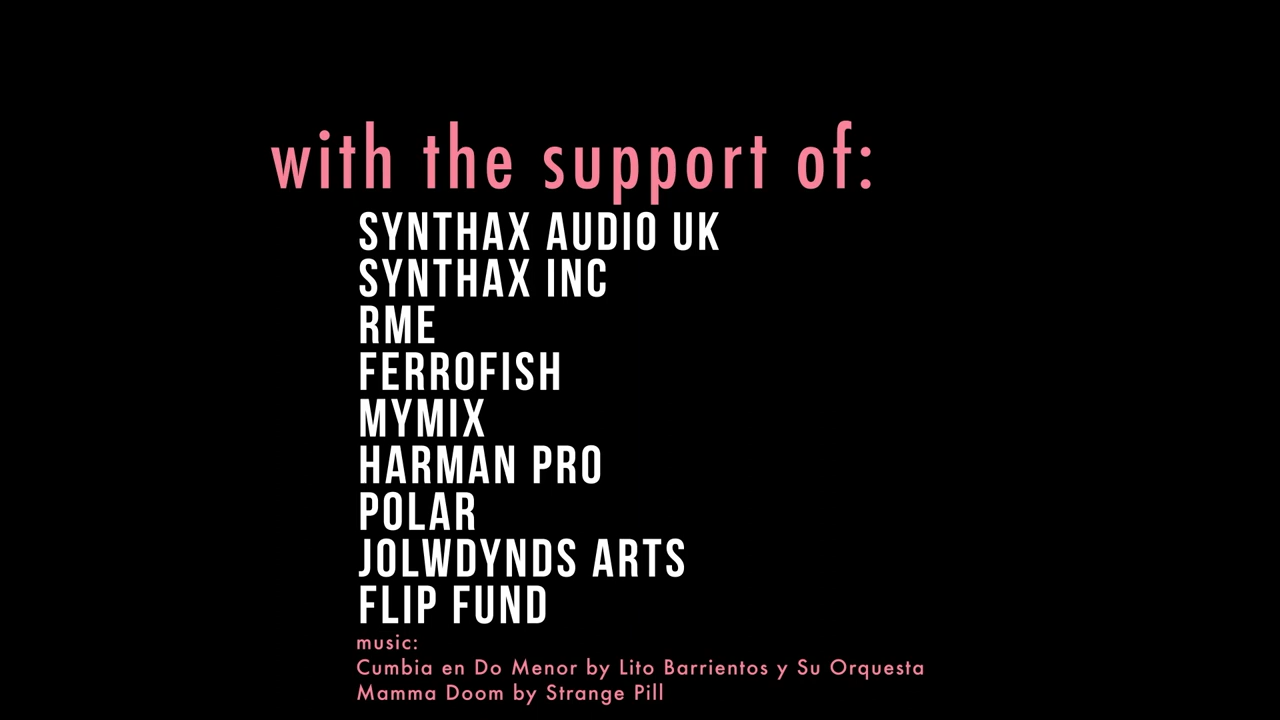 with the support of:
SYNTHAX AUDIO UK
SYNTHAX INC
RME
FERROFISH
MYMIX
HARMAN PRO
POLAR
JOLWDYNDS ARTS
FLIP FUND
music:
Cumbia en Do Menor by Lito Barrientos y Su Orquesta
Mamma Doom by Strange Pill